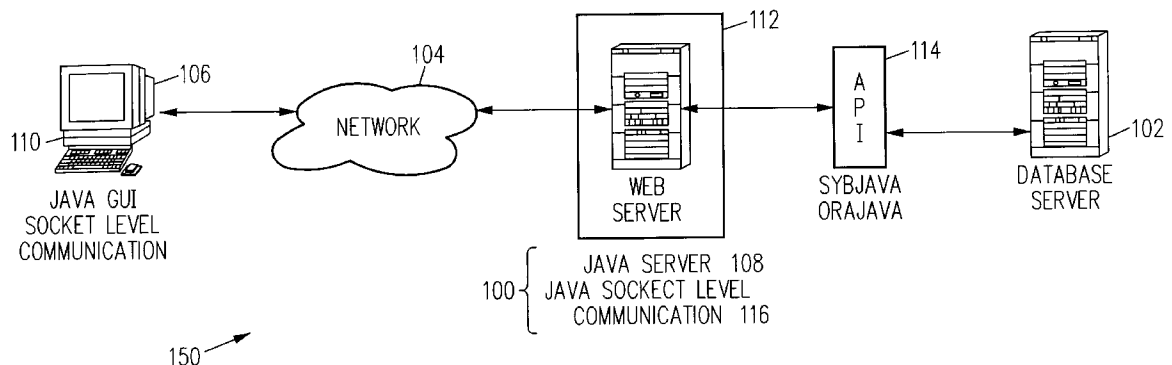 112
104
106
114
110
NETWORK
API
102
WEB
SERVER
SYBJAVA
ORAJAVA
DATABASE
SERVER
JAVA GUI
SOCKET LEVEL
COMMUNICATION
100
JAVA SERVER 108
JAVA SOCKECT LEVEL
COMMUNICATION 116
150